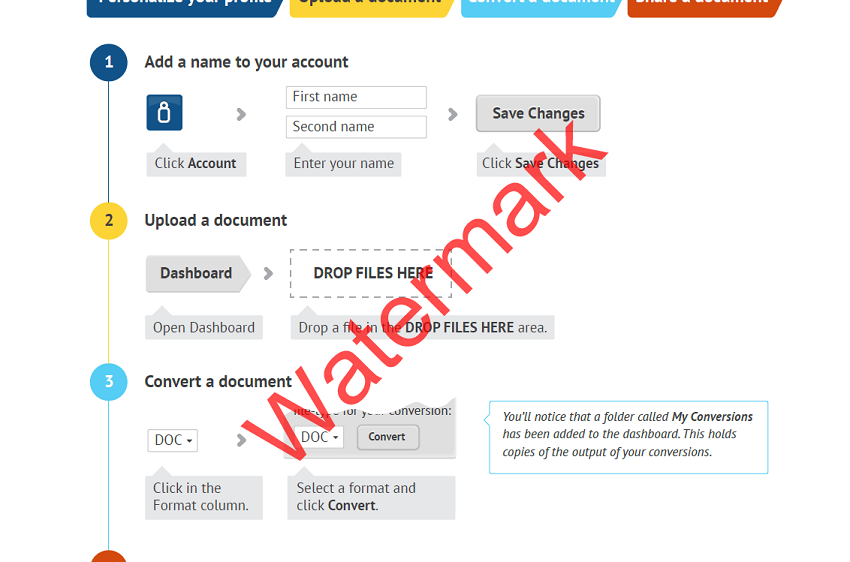 Personalize your profile
Upload a document
Convert a document
Share a document
1
Add a name to your account
First name
Second name
Save Changes
Click Account
Enter your name
Click Save Changes
2
Upload a document
Dashboard
DROP FILES HERE
Open Dashboard
Drop a file in the DROP FILES HERE area.
3
Convert a document
DOC
file-type for your conversion:
DOC
Convert
You'll notice that a folder called My Conversions
has been added to the dashboard. This holds
copies of the output of your conversions.
Click in the
Format column.
Select a format and
click Convert.
Watermark